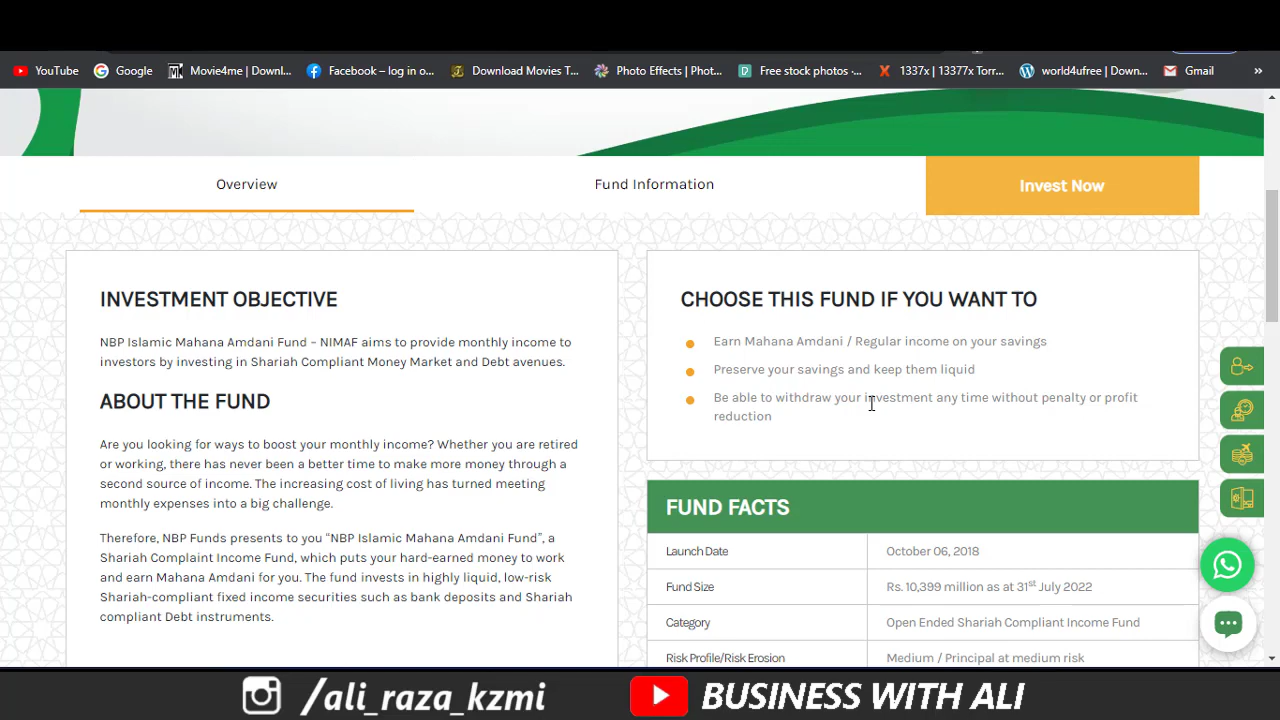 YouTube
Google
Movie4me | Downl...
Facebook – log in o...
Download Movies T...
Photo Effects | Phot...
Free stock photos -...
1337x | 13377x Torr...
world4ufree | Down...
Gmail
»
Overview
Fund Information
Invest Now
INVESTMENT OBJECTIVE
NBP Islamic Mahana Amdani Fund – NIMAF aims to provide monthly income to
investors by investing in Shariah Compliant Money Market and Debt avenues.
ABOUT THE FUND
Are you looking for ways to boost your monthly income? Whether you are retired
or working, there has never been a better time to make more money through a
second source of income. The increasing cost of living has turned meeting
monthly expenses into a big challenge.
Therefore, NBP Funds presents to you “NBP Islamic Mahana Amdani Fund”, a
Shariah Complaint Income Fund, which puts your hard-earned money to work
and earn Mahana Amdani for you. The fund invests in highly liquid, low-risk
Shariah-compliant fixed income securities such as bank deposits and Shariah
compliant Debt instruments.
CHOOSE THIS FUND IF YOU WANT TO
Earn Mahana Amdani / Regular income on your savings
Preserve your savings and keep them liquid
Be able to withdraw your investment any time without penalty or profit
reduction
FUND FACTS
Launch Date October 06, 2018
Fund Size Rs. 10,399 million as at 31st July 2022
Category Open Ended Shariah Compliant Income Fund
Risk Profile/Risk Erosion Medium / Principal at medium risk
/ali_raza_kzmi
BUSINESS WITH ALI